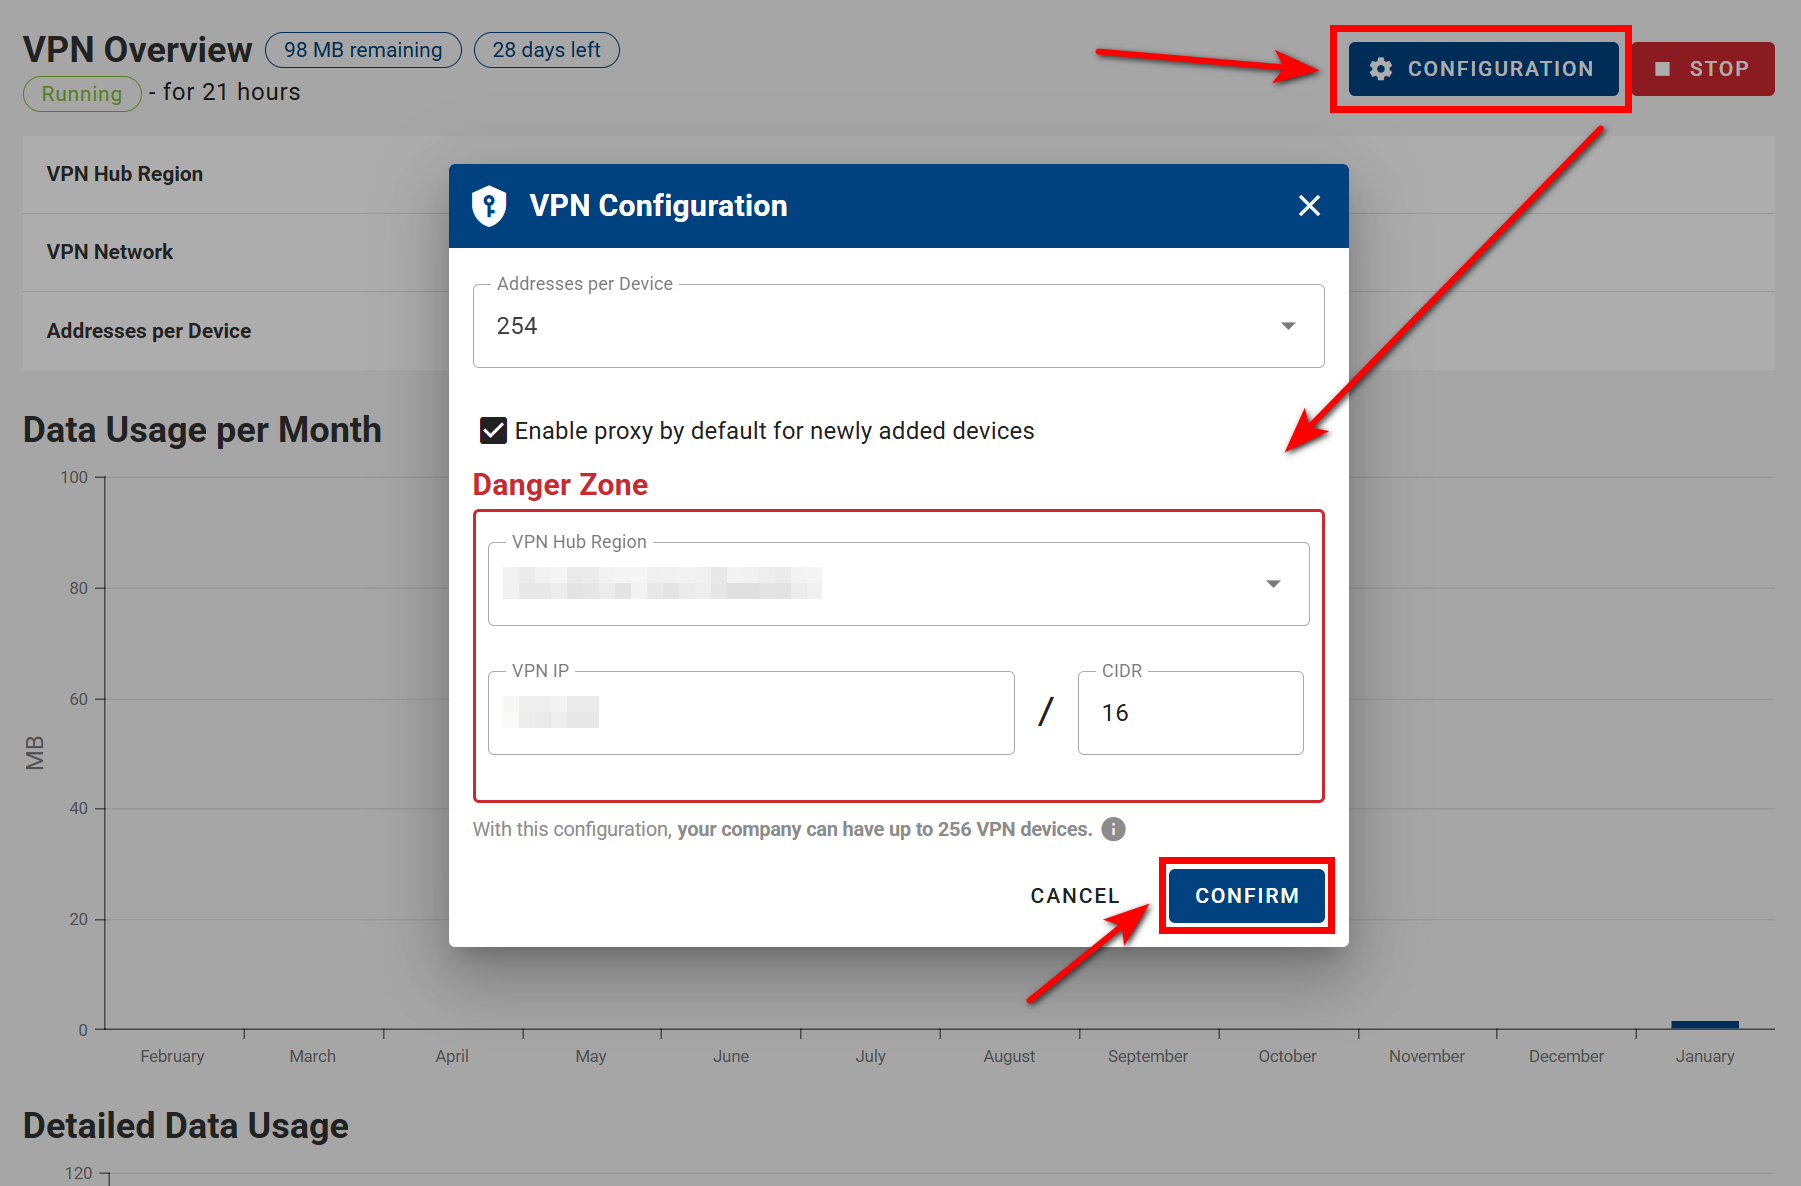 VPN Overview 98 MB remaining 28 days left
Running - for 21 hours
CONFIGURATION STOP
VPN Hub Region
VPN Network
Addresses per Device
VPN Configuration
Addresses per Device
254
Enable proxy by default for newly added devices
Danger Zone
VPN Hub Region
VPN IP
/
CIDR
16
With this configuration, your company can have up to 256 VPN devices.
CANCEL CONFIRM
Data Usage per Month
100
80
60
40
20
0
MB
February March April May June July August September October November December January
Detailed Data Usage
120